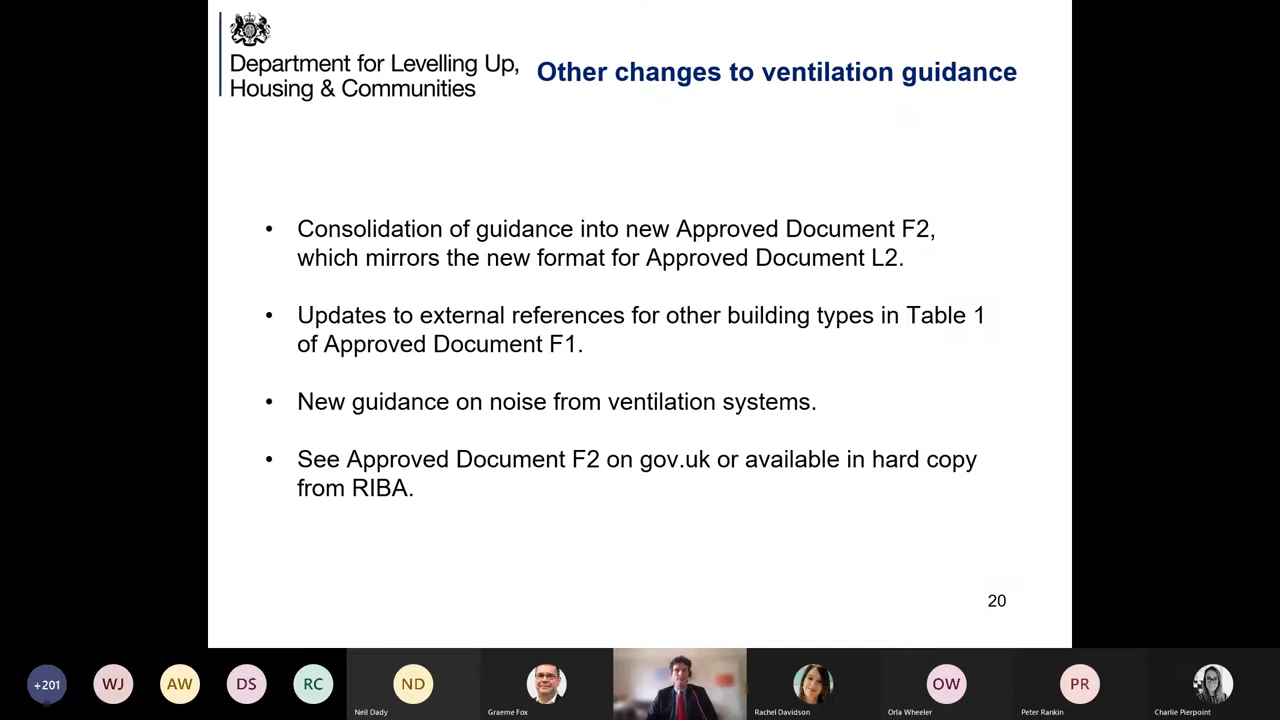 Department for Levelling Up,
Housing & Communities
Other changes to ventilation guidance
• Consolidation of guidance into new Approved Document F2,
which mirrors the new format for Approved Document L2.
• Updates to external references for other building types in Table 1
of Approved Document F1.
• New guidance on noise from ventilation systems.
• See Approved Document F2 on gov.uk or available in hard copy
from RIBA.
20
+201
WJ
AW
DS
RC
ND
OW
PR
Neil Dady
Graeme Fox
Rachel Davidson
Orla Wheeler
Peter Rankin
Charlie Pierpoint